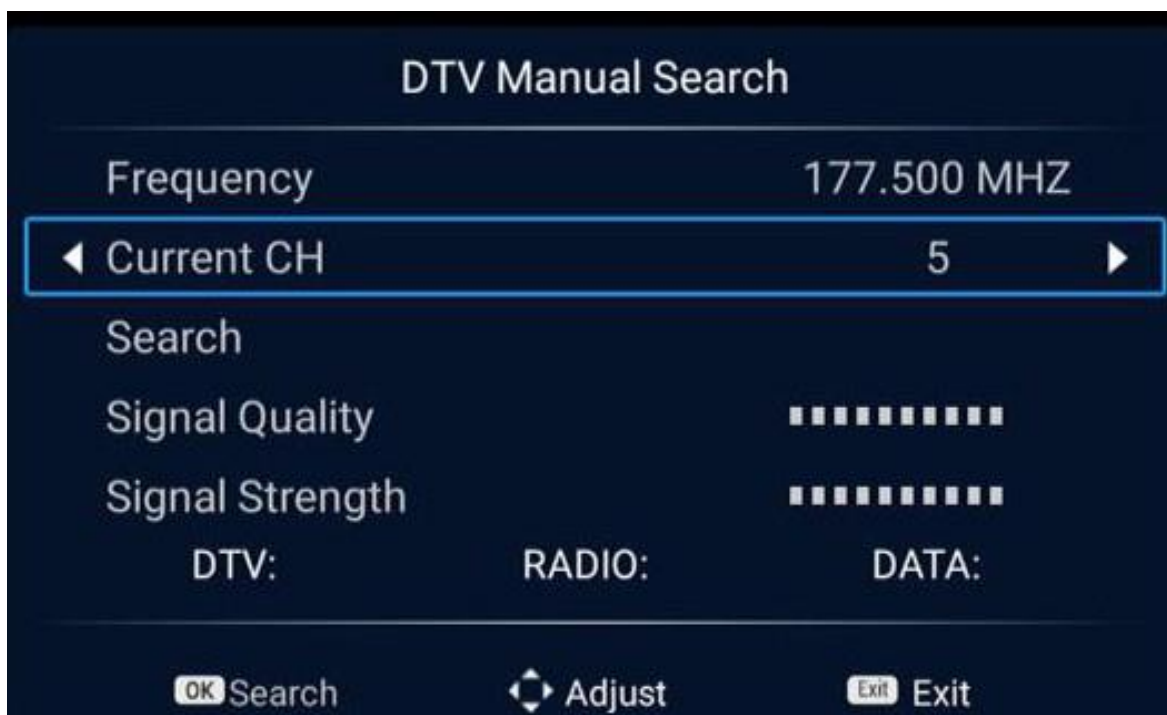 DTV Manual Search
Frequency 177.500 MHZ
Current CH 5
Search
Signal Quality
Signal Strength
DTV: RADIO: DATA:
OK Search Adjust Exit Exit